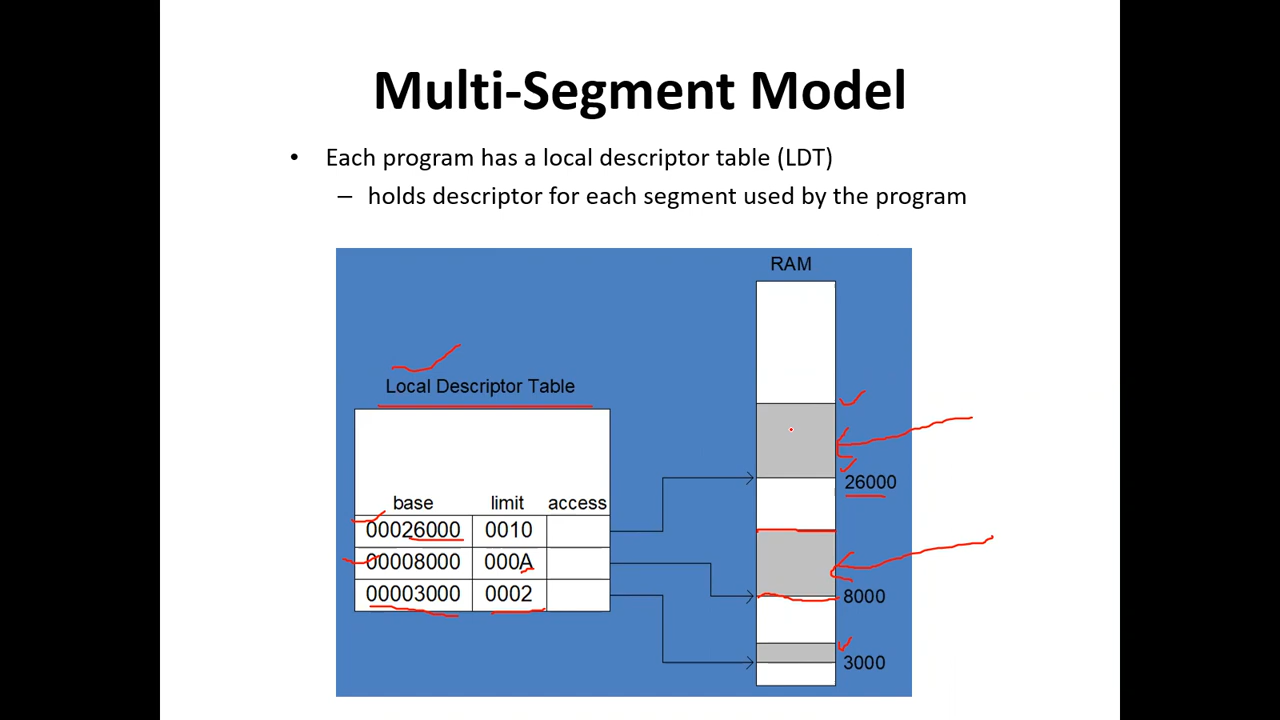 Multi-Segment Model
• Each program has a local descriptor table (LDT)
– holds descriptor for each segment used by the program
RAM
Local Descriptor Table
base limit access
00026000 0010
00008000 000A
00003000 0002
26000
8000
3000